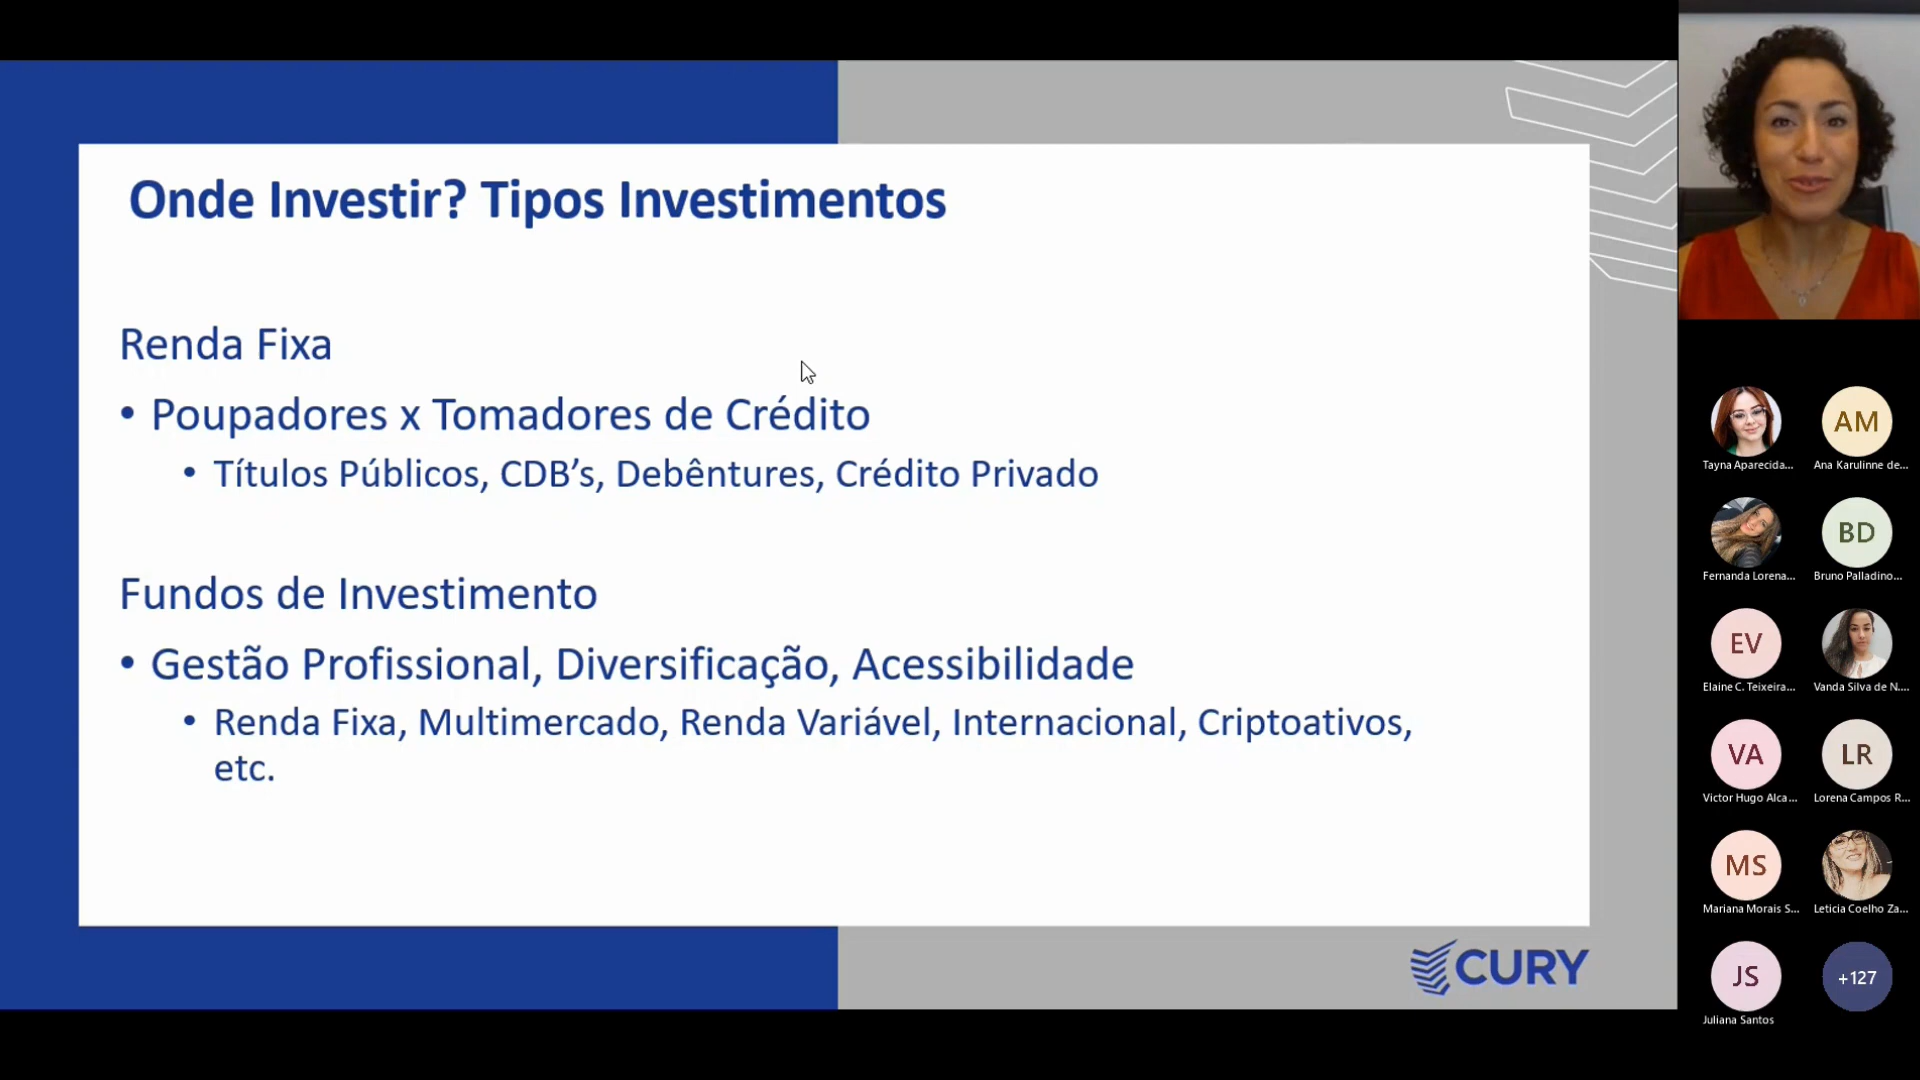 Onde Investir? Tipos Investimentos
Renda Fixa
• Poupadores x Tomadores de Crédito
• Títulos Públicos, CDB’s, Debêntures, Crédito Privado
Fundos de Investimento
• Gestão Profissional, Diversificação, Acessibilidade
• Renda Fixa, Multimercado, Renda Variável, Internacional, Criptoativos,
etc.
CURY
Tayna Aparecida...
AM
Ana Karulinne de...
Fernanda Lorena...
BD
Bruno Palladino...
EV
Elaine C. Teixeira...
Vanda Silva de N....
VA
Victor Hugo Alca...
LR
Lorena Campos R...
MS
Mariana Morais S...
Leticia Coelho Za...
JS
Juliana Santos
+127